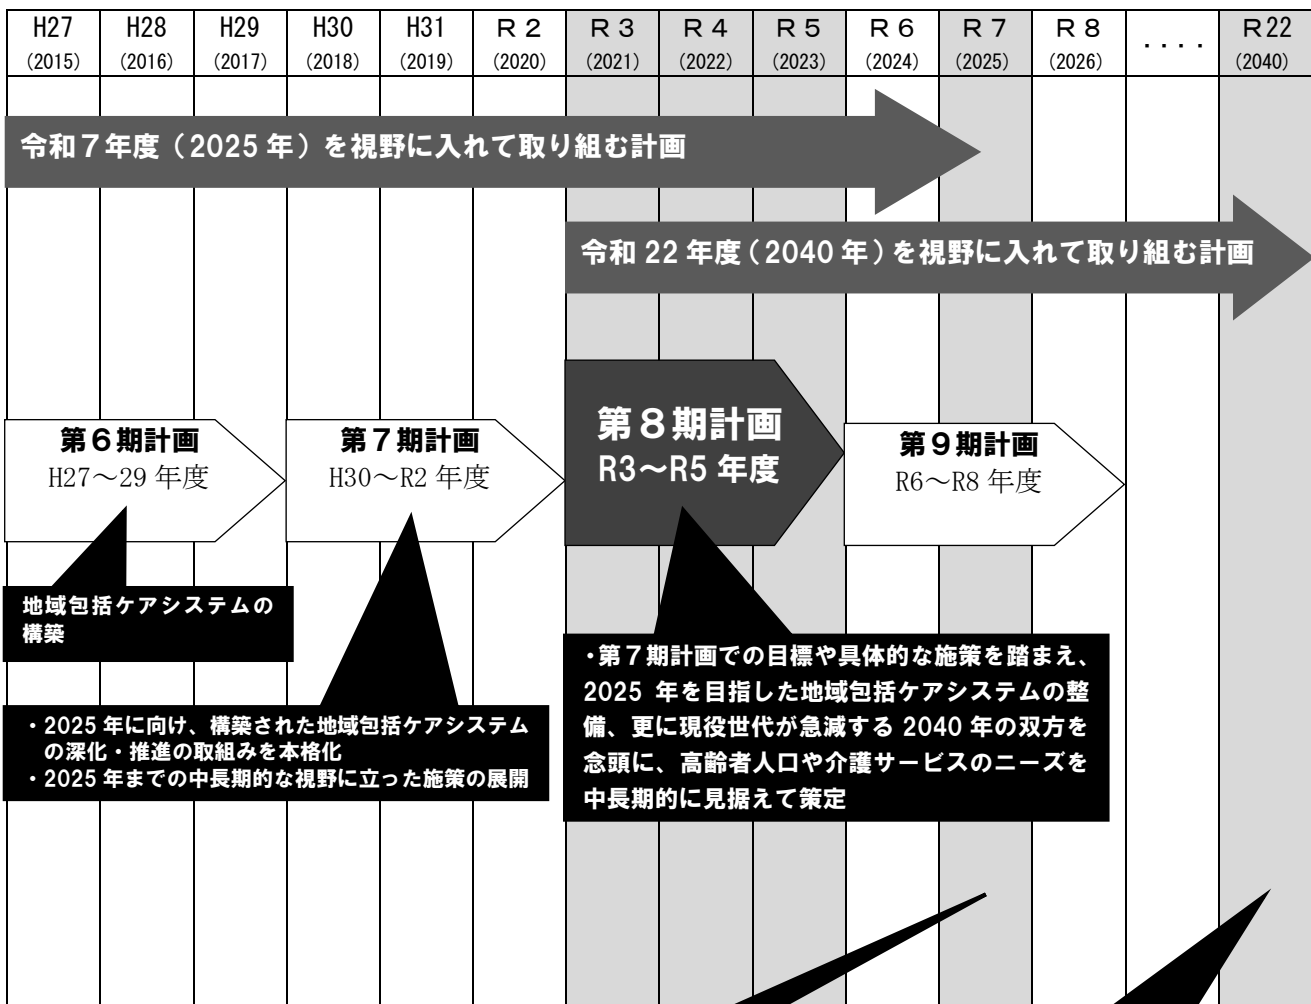 H27 H28 H29 H30 H31 R 2 R 3 R 4 R 5 R 6 R 7 R 8 ‥‥ R 22
(2015) (2016) (2017) (2018) (2019) (2020) (2021) (2022) (2023) (2024) (2025) (2026) (2040)
令和７年度（2025 年）を視野に入れて取り組む計画
令和 22 年度（2040 年）を視野に入れて取り組む計画
第６期計画
H27～29 年度
第７期計画
H30～R2 年度
第８期計画
R3～R5 年度
第９期計画
R6～R8 年度
地域包括ケアシステムの
構築
・2025 年に向け、構築された地域包括ケアシステム
の深化・推進の取組みを本格化
・2025 年までの中長期的な視野に立った施策の展開
・第７期計画での目標や具体的な施策を踏まえ、
2025 年を目指した地域包括ケアシステムの整
備、更に現役世代が急減する 2040 年の双方を
念頭に、高齢者人口や介護サービスのニーズを
中長期的に見据えて策定